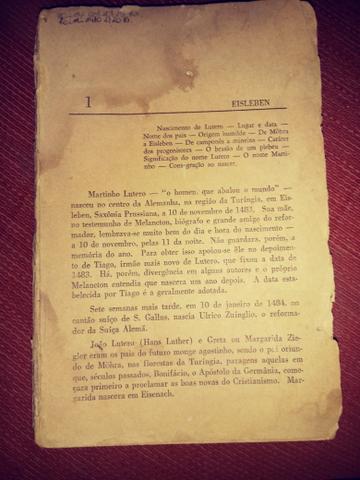 1 EISLEBEN
Nascimento de Lutero — Lugar e data —
Nome dos pais — Origem humilde — De Möhra
a Eisleben — De camponês a mineiro — Caráter
dos progenitores — O brasão de um plebeu —
Significação do nome Lutero — O nome Marti-
nho — Consagração ao nascer.
Martinho Lutero — "o homem que abalou o mundo" —
nasceu no centro da Alemanha, na região da Turíngia, em Eis-
leben, Saxônia Prussiana, a 10 de novembro de 1483. Sua mãe,
no testemunho de Melancton, biógrafo e grande amigo do refor-
mador, lembrava-se muito bem do dia e hora do nascimento —
a 10 de novembro, pelas 11 da noite. Não guardara, porém, a
memória do ano. Para obter isso apoiou-se êle no depoimen-
to de Tiago, irmão mais novo de Lutero, que fixou a data de
1483. Há, porém, divergência em alguns autores e o próprio
Melancton entendia que nascera um ano depois. A data esta-
belecida por Tiago é a geralmente adotada.
Sete semanas mais tarde, em 10 de janeiro de 1484, no
cantão suíço de S. Gallus, nascia Ulrico Zuínglio, o reforma-
dor da Suíça Alemã.
João Lutero (Hans Luther) e Greta ou Margarida Zie-
gler eram os pais do futuro monge agostinho, sendo o pai oriun-
do de Möhra, nas florestas da Turíngia, paragens aquelas em
que, séculos passados, Bonifácio, o Apóstolo da Germânia, come-
çara primeiro a proclamar as boas novas do Cristianismo. Mar-
garida nascera em Eisenach.